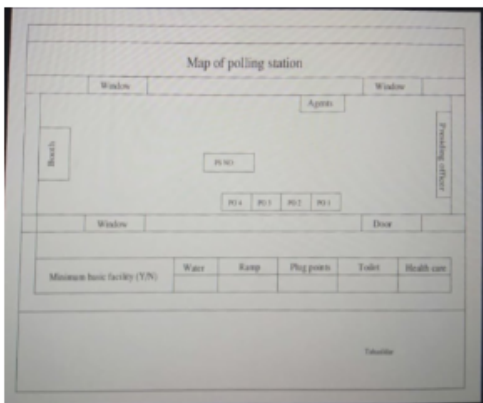 Map of polling station
Window Window
Agents
Booth
Presiding officer
PS NO
PO 4 PO 3 PO 2 PO 1
Window Door
Minimum basic facility (Y/N) Water Ramp Plug points Toilet Health care
Tahsildar